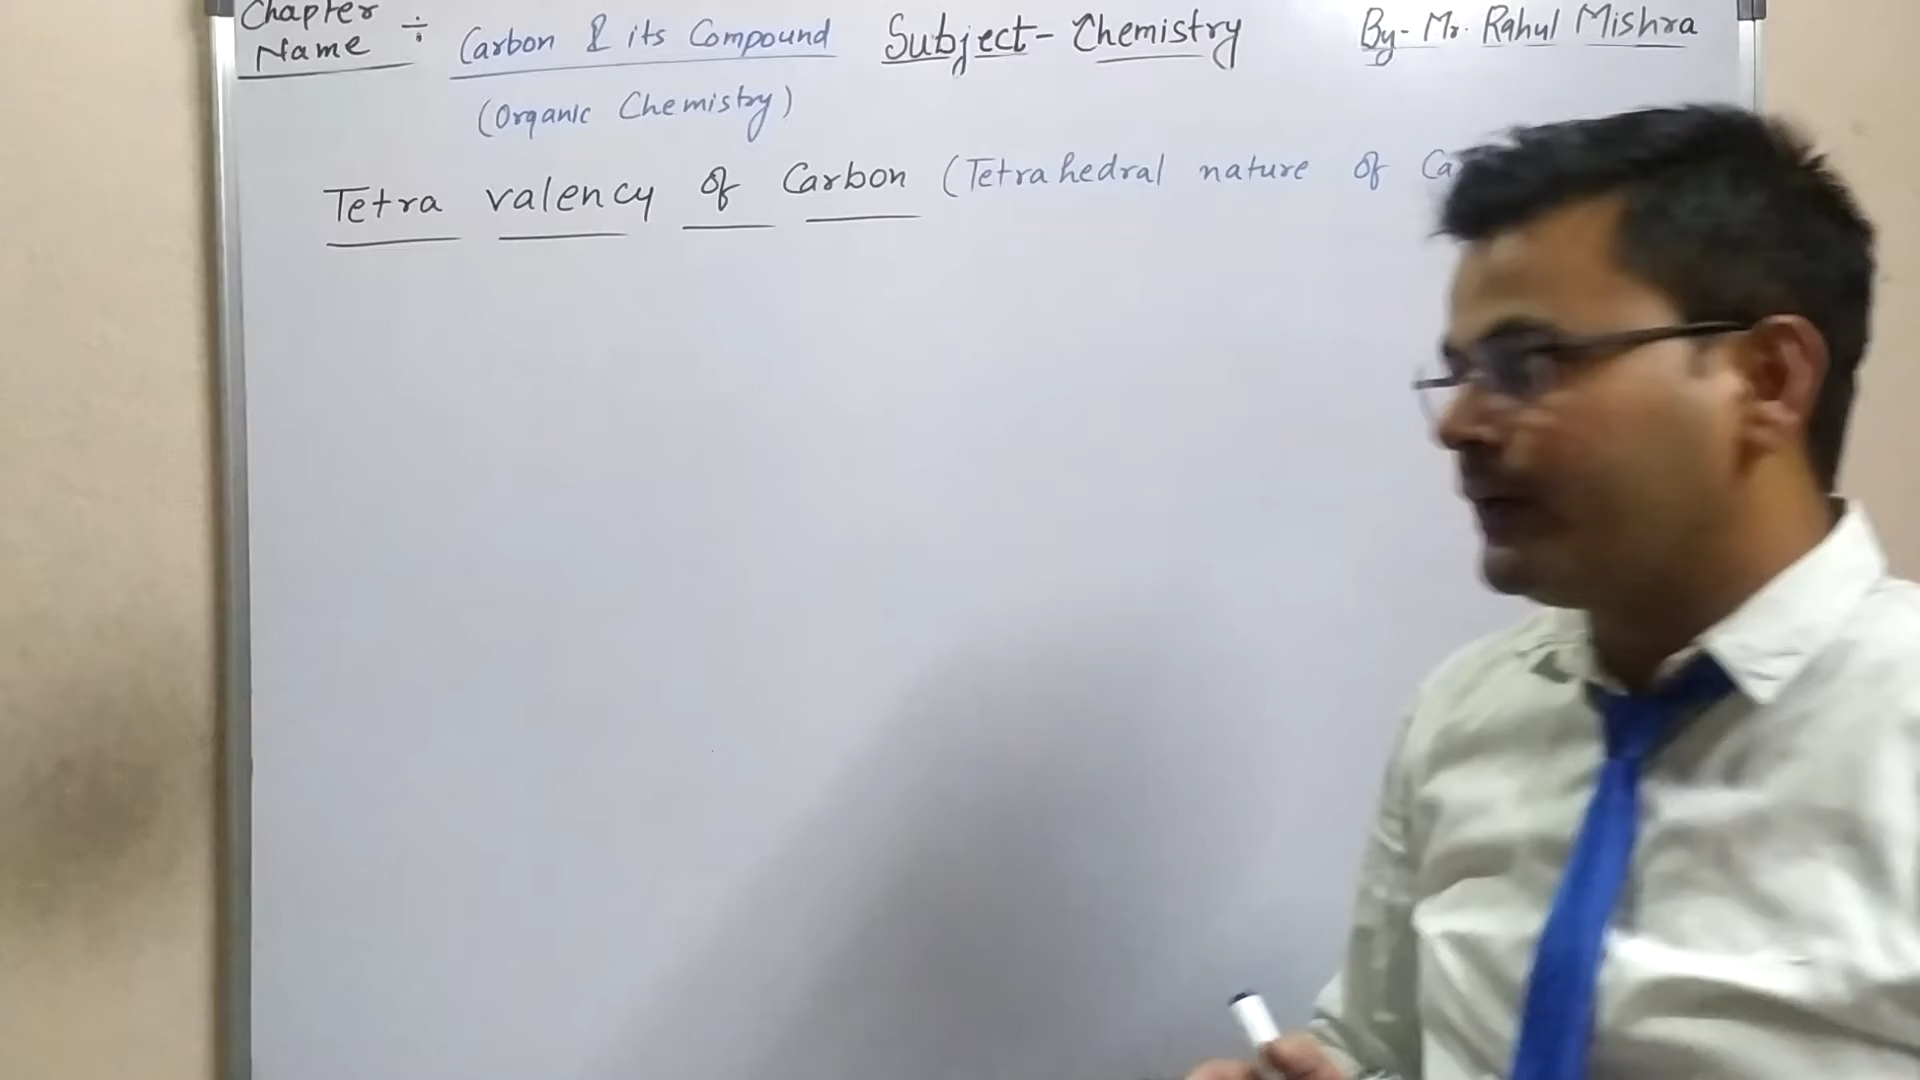 Chapter Name ÷ Carbon & its Compound Subject - Chemistry By- Mr. Rahul Mishra
(Organic Chemistry)
Tetra valency of Carbon (Tetrahedral nature of